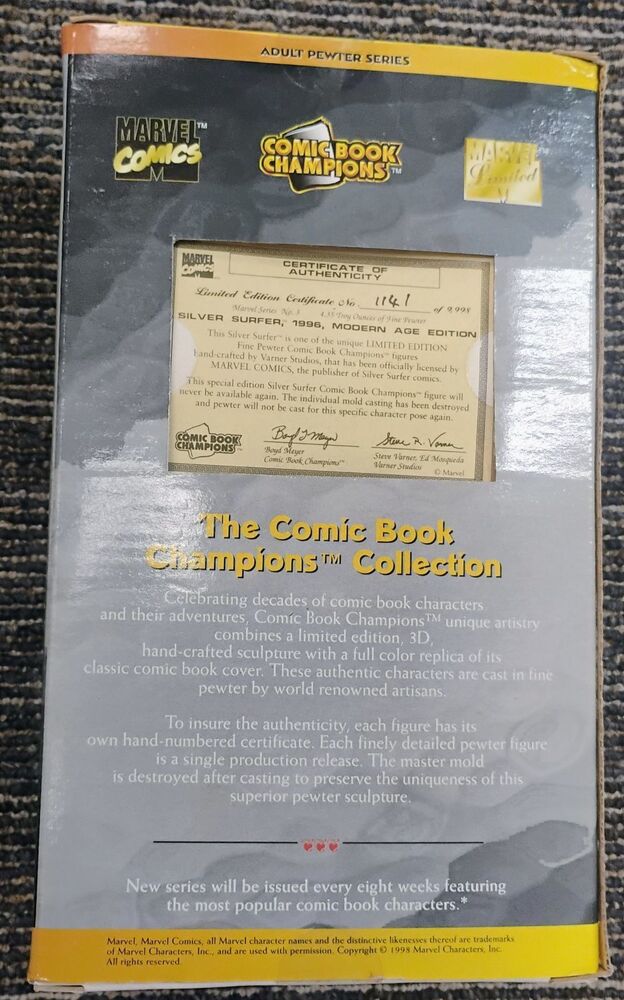 ADULT PEWTER SERIES
MARVEL™
COMICS
M
COMIC BOOK
CHAMPIONS™
MARVEL
Limited
M
MARVEL
COMICS
CERTIFICATE OF
AUTHENTICITY
Limited Edition Certificate No. 1141 of 9,998
Marvel Series No. 3 4.35 Troy Ounces of Fine Pewter
SILVER SURFER, 1996, MODERN AGE EDITION
This Silver Surfer™ is one of the unique LIMITED EDITION
Fine Pewter Comic Book Champions™ figures
hand-crafted by Varner Studios, that has been officially licensed by
MARVEL COMICS, the publisher of Silver Surfer comics.
This special edition Silver Surfer Comic Book Champions™ figure will
never be available again. The individual mold casting has been destroyed
and pewter will not be cast for this specific character pose again.
COMIC BOOK
CHAMPIONS
Boyd J Meyer
Steve R. Varner
Boyd Meyer
Comic Book Champions™
Steve Varner, Ed Mosqueda
Varner Studios
© Marvel
The Comic Book
Champions™ Collection
Celebrating decades of comic book characters
and their adventures, Comic Book Champions™ unique artistry
combines a limited edition, 3D,
hand-crafted sculpture with a full color replica of its
classic comic book cover. These authentic characters are cast in fine
pewter by world renowned artisans.
To insure the authenticity, each figure has its
own hand-numbered certificate. Each finely detailed pewter figure
is a single production release. The master mold
is destroyed after casting to preserve the uniqueness of this
superior pewter sculpture.
New series will be issued every eight weeks featuring
the most popular comic book characters.*
Marvel, Marvel Comics, all Marvel character names and the distinctive likenesses thereof are trademarks
of Marvel Characters, Inc., and are used with permission. Copyright © 1998 Marvel Characters, Inc.
All rights reserved.